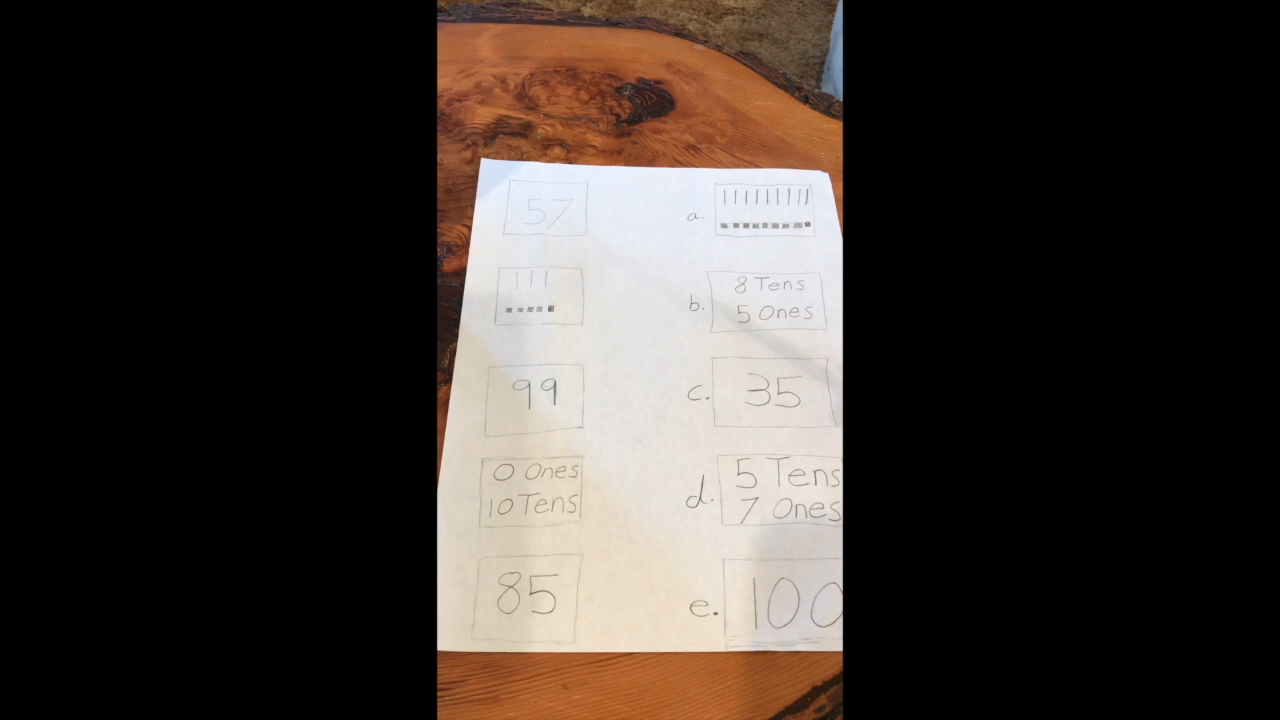 57
a.
8 Tens
b. 5 Ones
99
c. 35
0 Ones
10 Tens
d. 5 Tens
7 Ones
85
e. 100